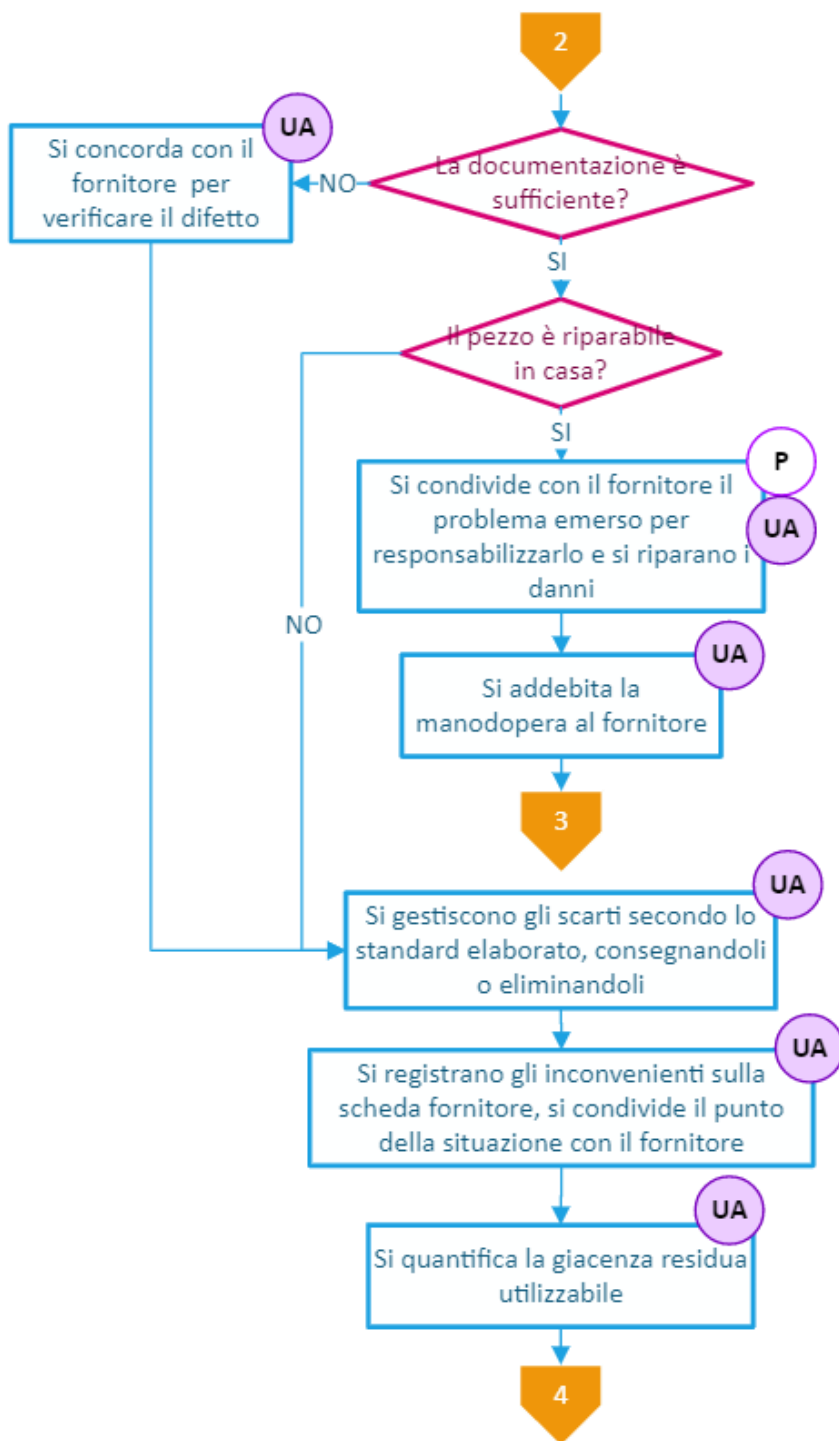 2
UA
Si concorda con il
fornitore per
verificare il difetto
NO
La documentazione è
sufficiente?
SI
Il pezzo è riparabile
in casa?
SI
NO
P
UA
Si condivide con il fornitore il
problema emerso per
responsabilizzarlo e si riparano i
danni
UA
Si addebita la
manodopera al fornitore
3
UA
Si gestiscono gli scarti secondo lo
standard elaborato, consegnandoli
o eliminandoli
UA
Si registrano gli inconvenienti sulla
scheda fornitore, si condivide il punto
della situazione con il fornitore
UA
Si quantifica la giacenza residua
utilizzabile
4